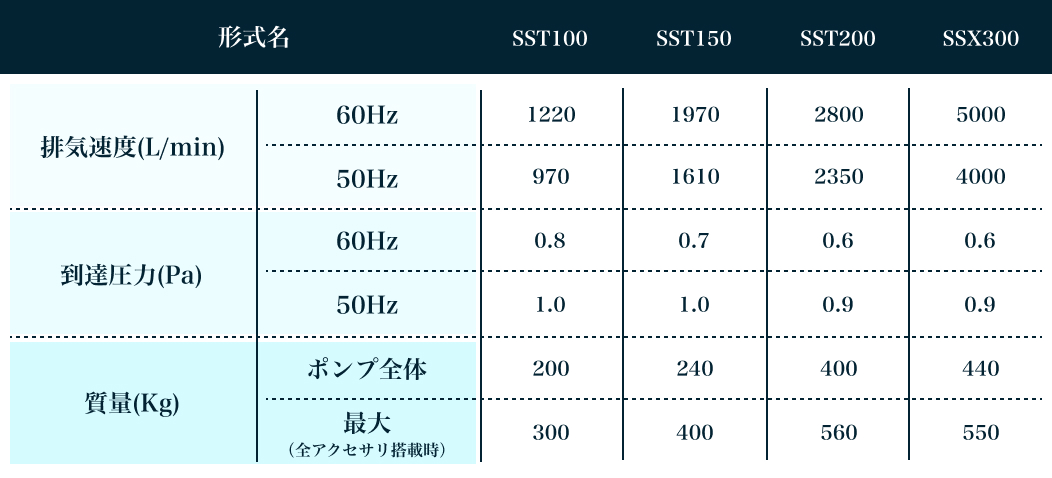 形式名 SST100 SST150 SST200 SSX300
排気速度(L/min) 60Hz 1220 1970 2800 5000
50Hz 970 1610 2350 4000
到達圧力(Pa) 60Hz 0.8 0.7 0.6 0.6
50Hz 1.0 1.0 0.9 0.9
質量(Kg) ポンプ全体 200 240 400 440
最大 300 400 560 550
（全アクセサリ搭載時）